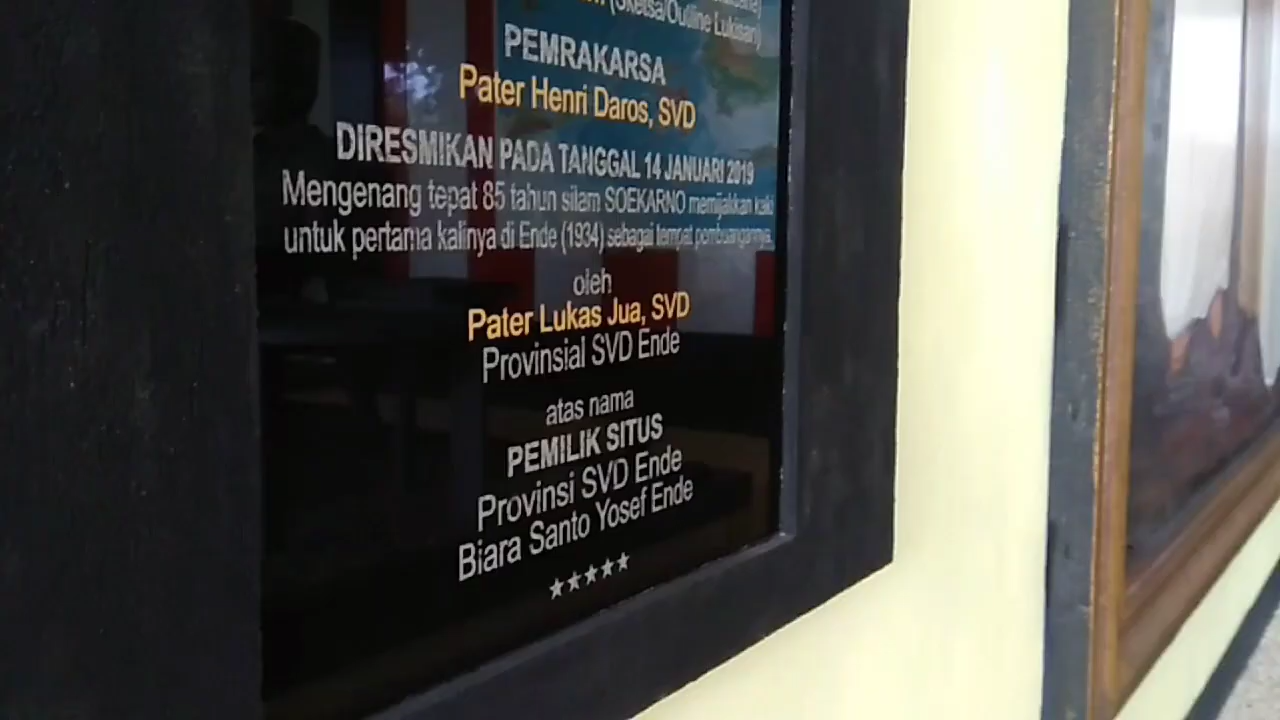 (Sketsa/Outline Lukisan)
PEMRAKARSA
Pater Henri Daros, SVD
DIRESMIKAN PADA TANGGAL 14 JANUARI 2019
Mengenang tepat 85 tahun silam SOEKARNO memijakkan kaki
untuk pertama kalinya di Ende (1934) sebagai tempat pembuangannya.
oleh
Pater Lukas Jua, SVD
Provinsial SVD Ende
atas nama
PEMILIK SITUS
Provinsi SVD Ende
Biara Santo Yosef Ende